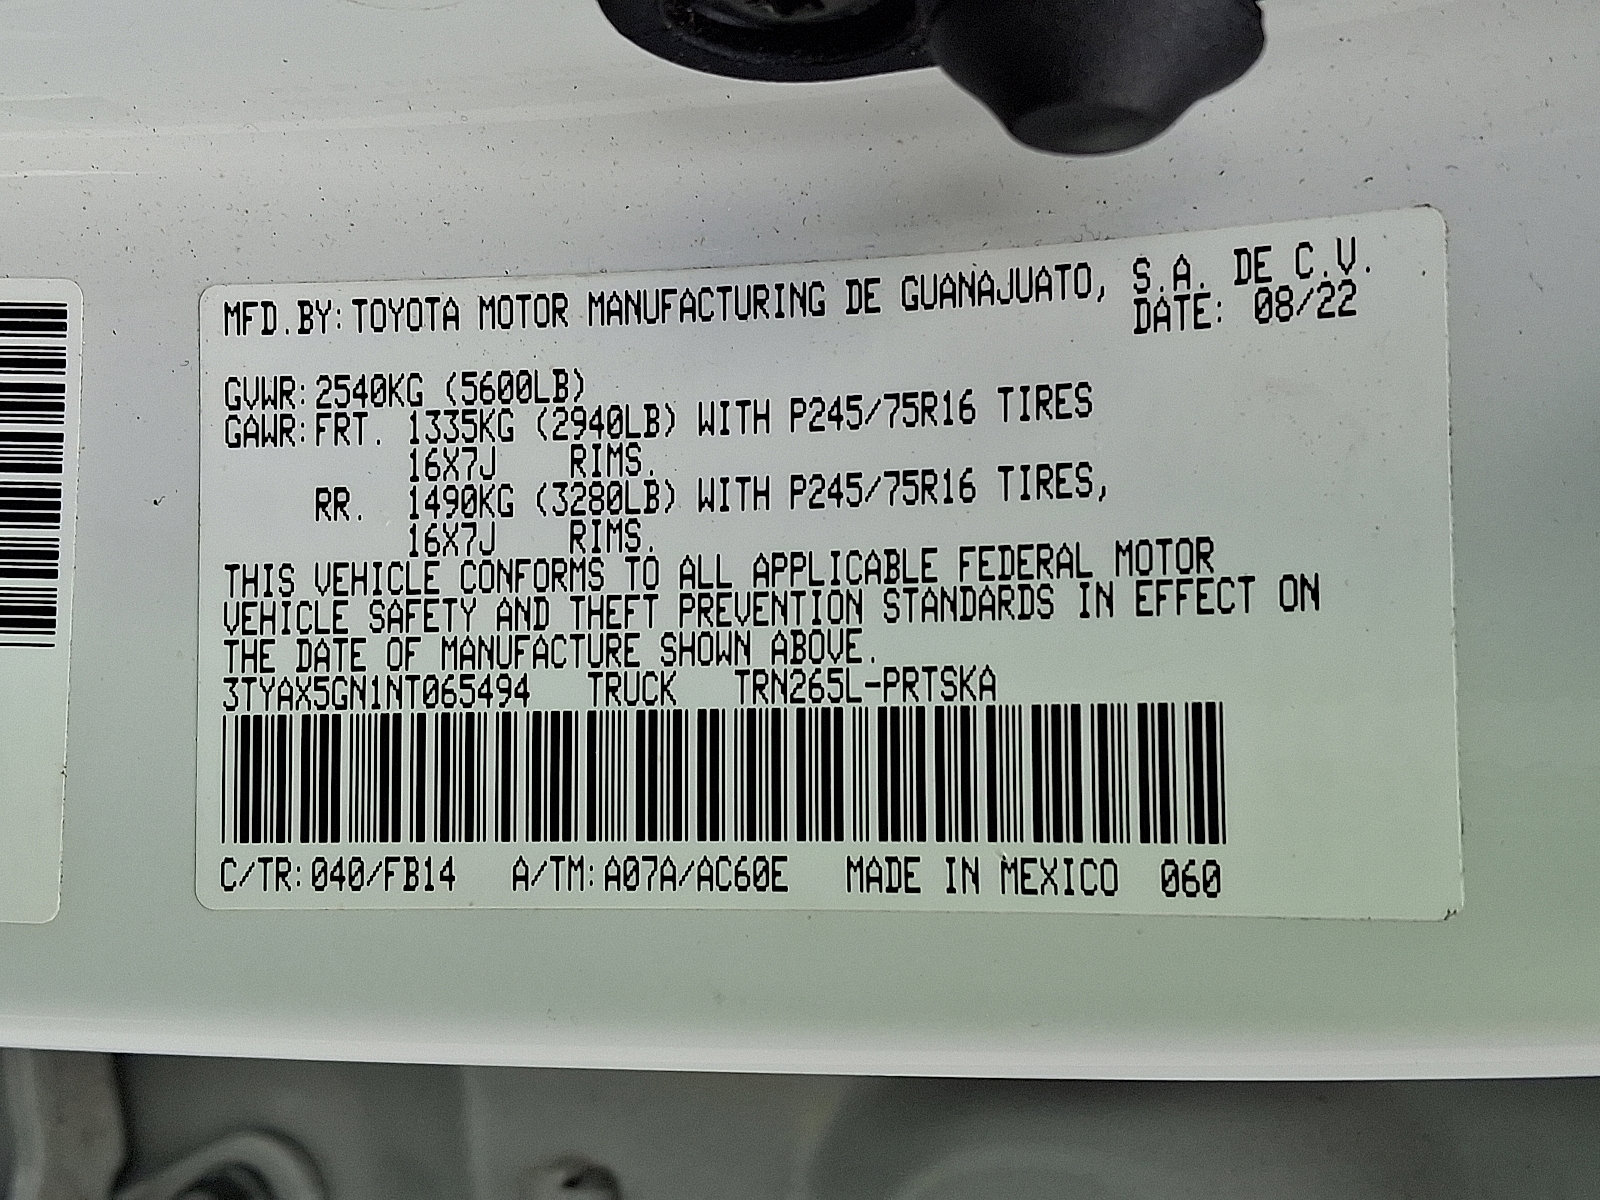 MFD.BY:TOYOTA MOTOR MANUFACTURING DE GUANAJUATO, S.A. DE C.V.
DATE: 08/22
GVWR:2540KG (5600LB)
GAWR:FRT. 1335KG (2940LB) WITH P245/75R16 TIRES
16X7J RIMS.
RR. 1490KG (3280LB) WITH P245/75R16 TIRES,
16X7J RIMS.
THIS VEHICLE CONFORMS TO ALL APPLICABLE FEDERAL MOTOR
VEHICLE SAFETY AND THEFT PREVENTION STANDARDS IN EFFECT ON
THE DATE OF MANUFACTURE SHOWN ABOVE.
3TYAX5GN1NT065494 TRUCK TRN265L-PRTSKA
C/TR:040/FB14 A/TM:A07A/AC60E MADE IN MEXICO 060